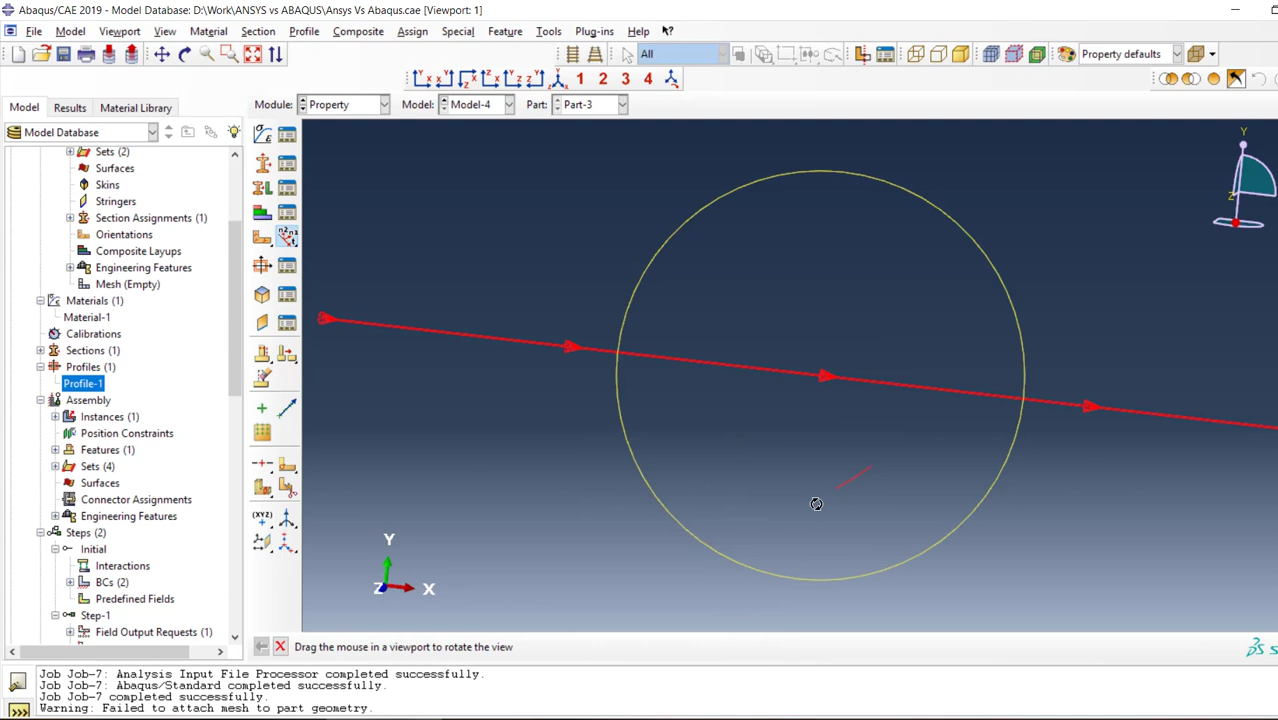 Abaqus/CAE 2019 - Model Database: D:\Work\ANSYS vs ABAQUS\Ansys Vs Abaqus.cae [Viewport: 1]
File Model Viewport View Material Section Profile Composite Assign Special Feature Tools Plug-ins Help
All Property defaults
1 2 3 4
Model Results Material Library
Module: Property Model: Model-4 Part: Part-3
Model Database
Sets (2)
Surfaces
Skins
Stringers
Section Assignments (1)
Orientations
Composite Layups
Engineering Features
Mesh (Empty)
Materials (1)
Material-1
Calibrations
Sections (1)
Profiles (1)
Profile-1
Assembly
Instances (1)
Position Constraints
Features (1)
Sets (4)
Surfaces
Connector Assignments
Engineering Features
Steps (2)
Initial
Interactions
BCs (2)
Predefined Fields
Step-1
Field Output Requests (1)
Y
Z
Y
Z X
Drag the mouse in a viewport to rotate the view
Job Job-7: Analysis Input File Processor completed successfully.
Job Job-7: Abaqus/Standard completed successfully.
Job Job-7 completed successfully.
Warning: Failed to attach mesh to part geometry.